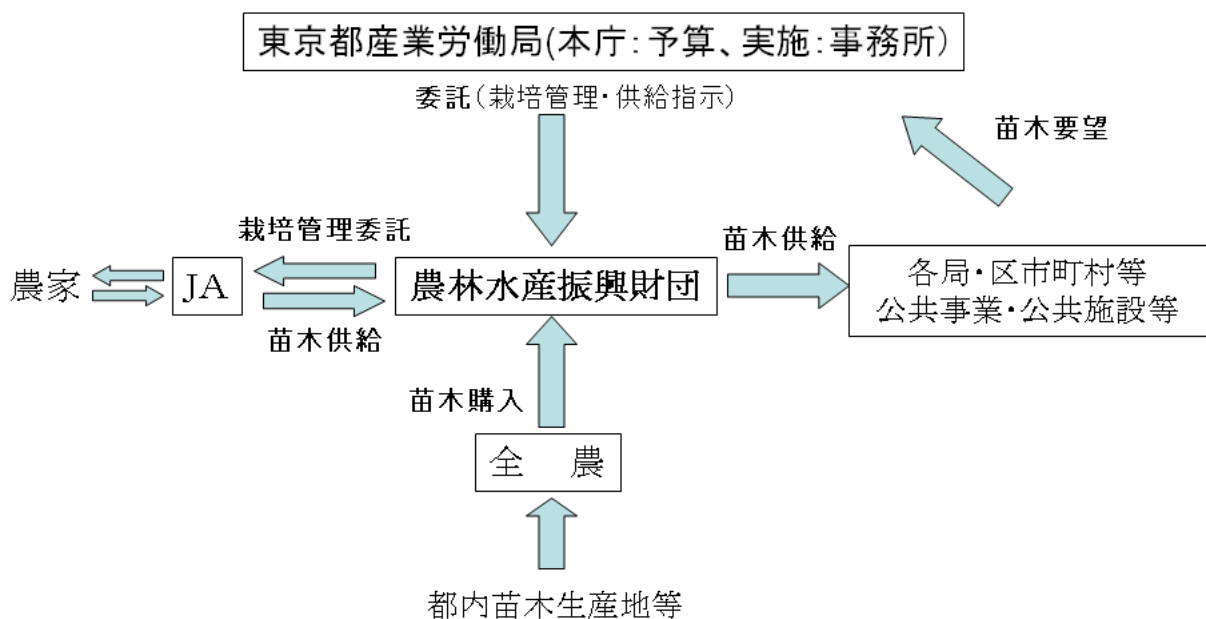 東京都産業労働局(本庁:予算、実施:事務所)
委託(栽培管理・供給指示)
苗木要望
栽培管理委託
苗木供給
農家
JA
農林水産振興財団
各局・区市町村等
公共事業・公共施設等
苗木供給
苗木購入
全 農
都内苗木生産地等